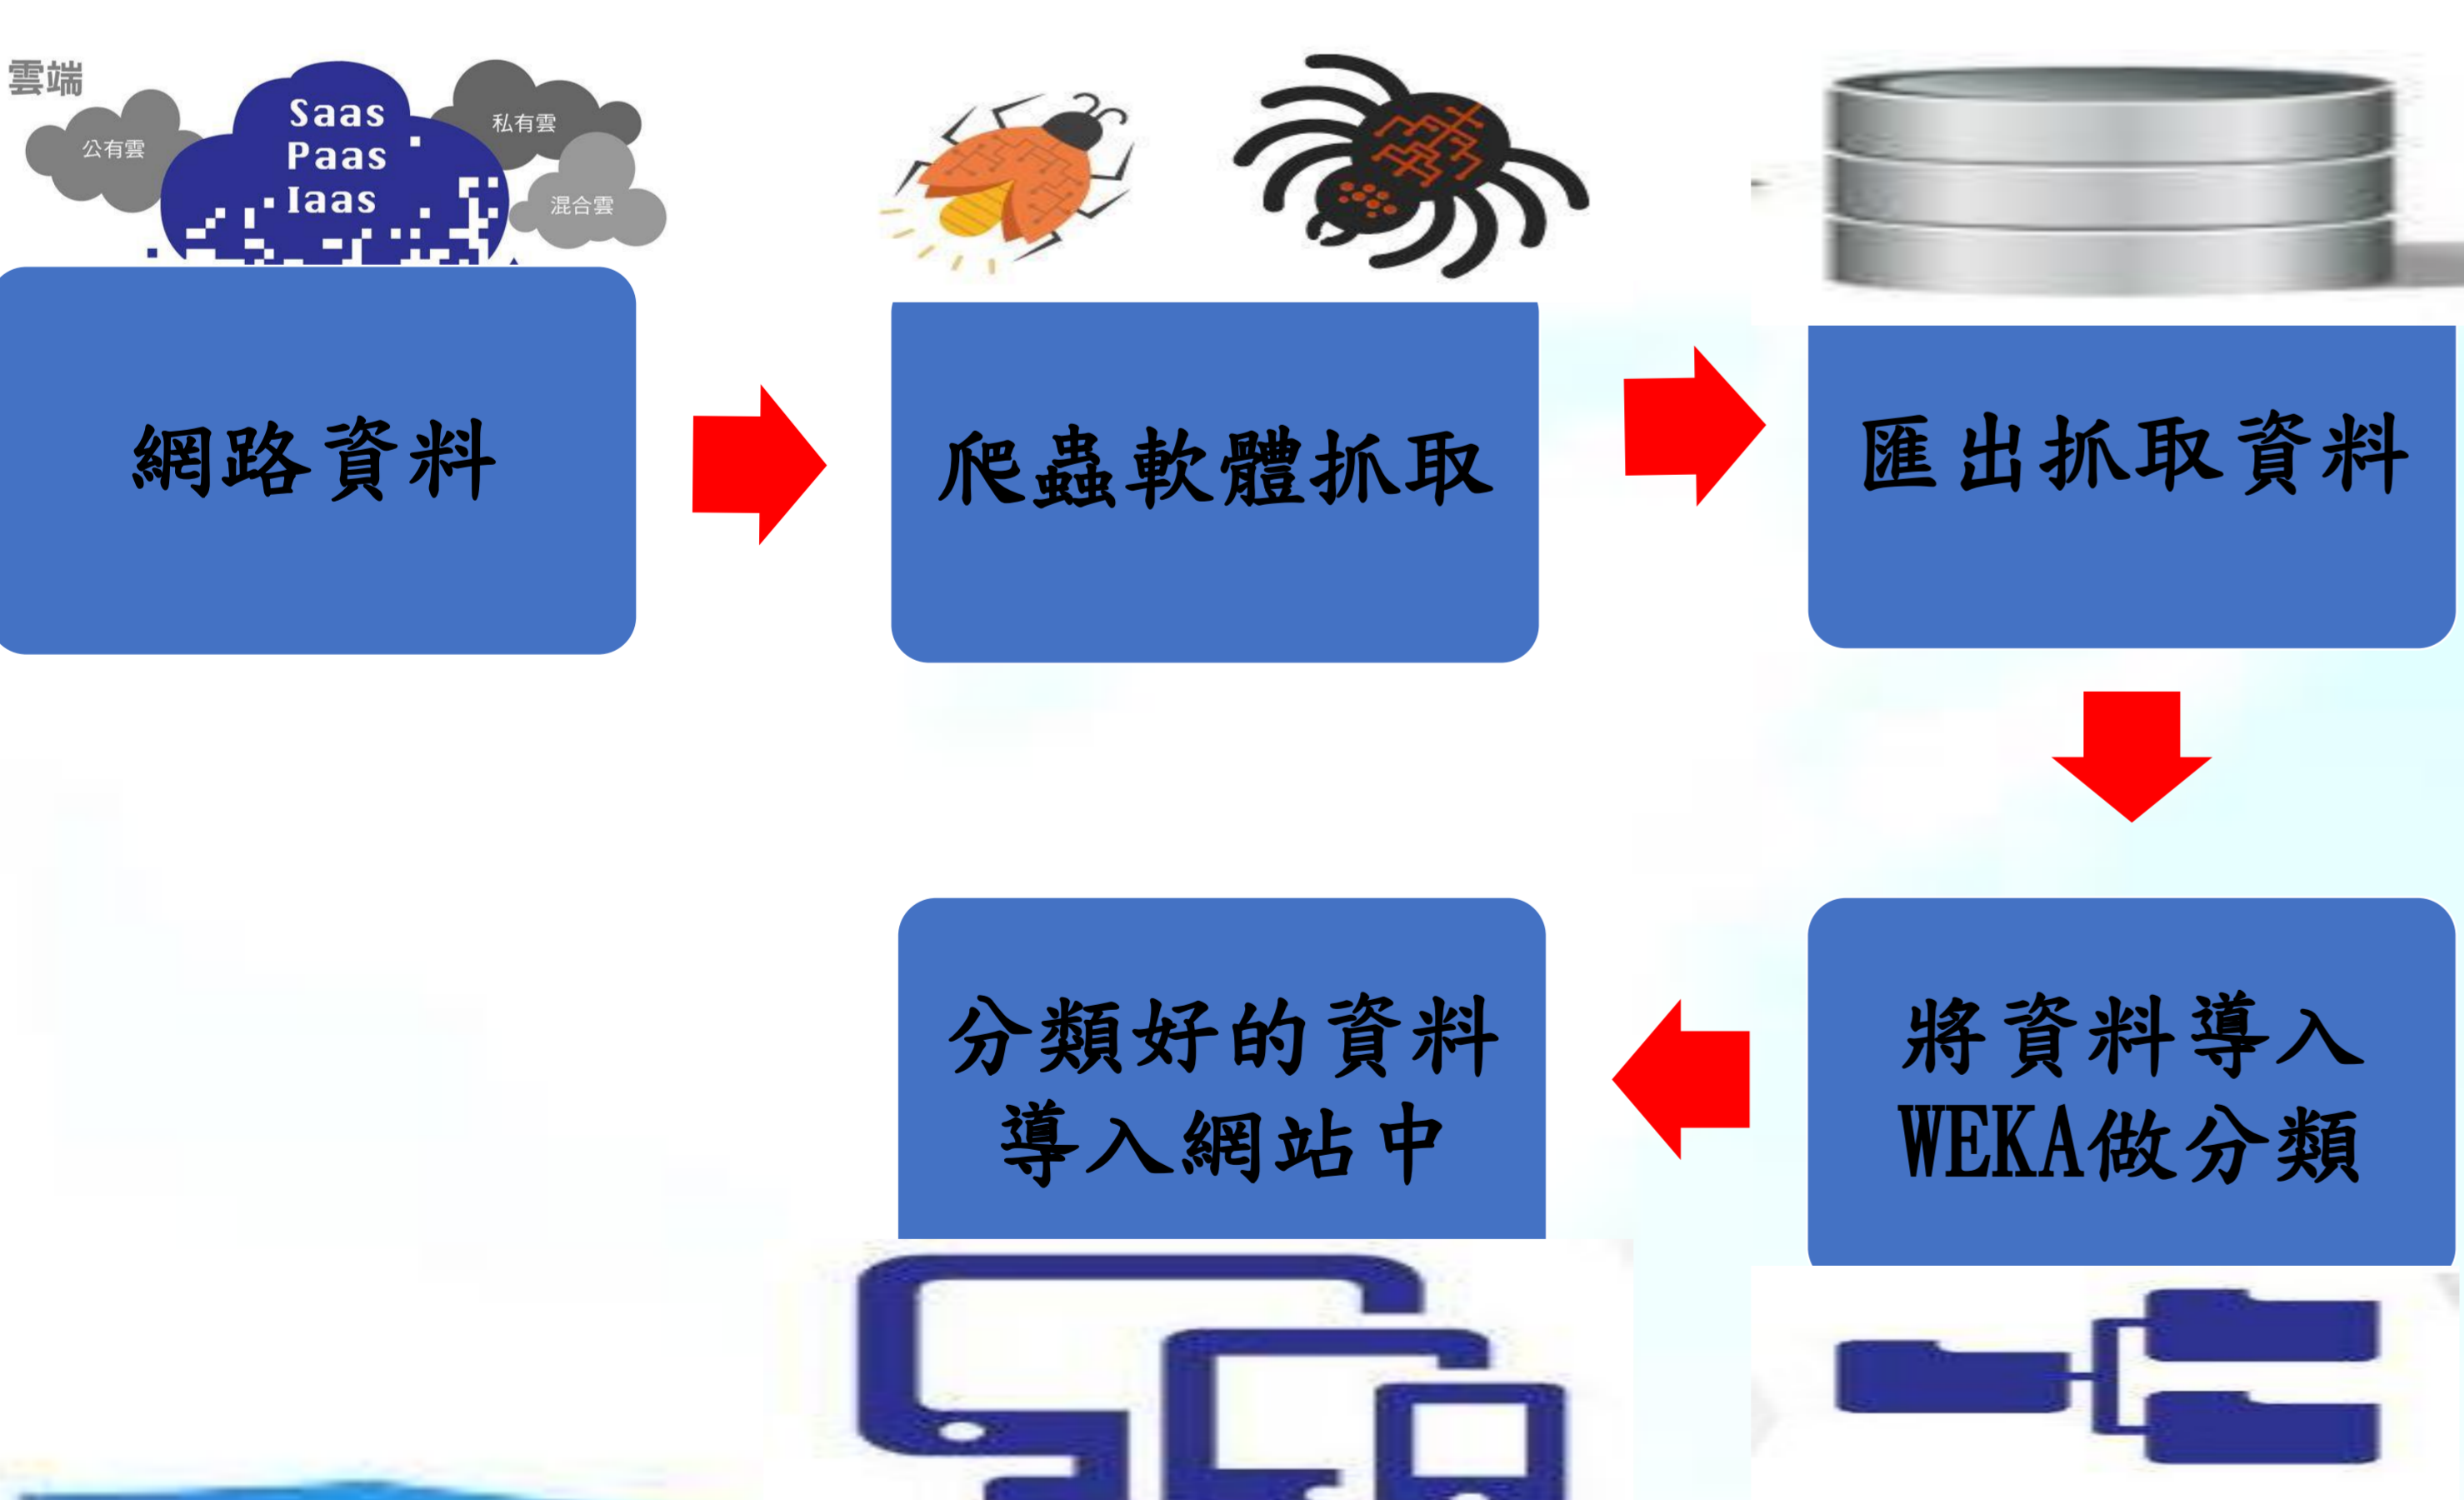 雲端
公有雲
Saas
Paas
Iaas
私有雲
混合雲
網路資料
爬蟲軟體抓取
匯出抓取資料
將資料導入
WEKA做分類
分類好的資料
導入網站中